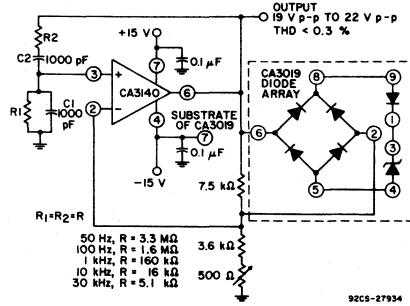 OUTPUT
19 V p-p TO 22 V p-p
THD < 0.3 %
+15 V
R2
C2
1000 pF
7
0.1 μF
CA3019
DIODE
ARRAY
8
9
3
+
CA3140
6
2
−
4
SUBSTRATE
OF CA3019
7
R1
C1
1000
pF
0.1 μF
6
2
1
3
5
4
−15 V
7.5 kΩ
R1=R2=R
50 Hz, R = 3.3 MΩ
100 Hz, R = 1.6 MΩ
1 kHz, R = 160 kΩ
10 kHz, R = 16 kΩ
30 kHz, R = 5.1 kΩ
3.6 kΩ
500 Ω
92CS-27934